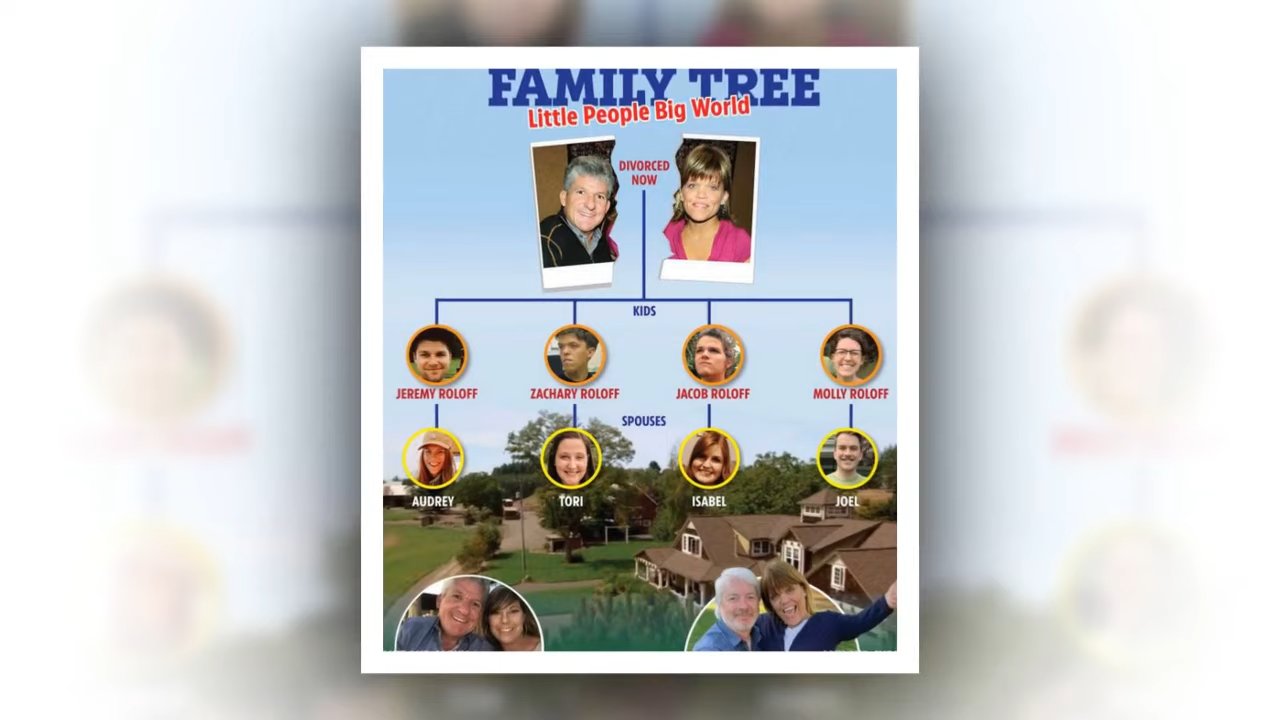 FAMILY TREE
Little People Big World
DIVORCED
NOW
KIDS
JEREMY ROLOFF
ZACHARY ROLOFF
JACOB ROLOFF
MOLLY ROLOFF
SPOUSES
AUDREY
TORI
ISABEL
JOEL